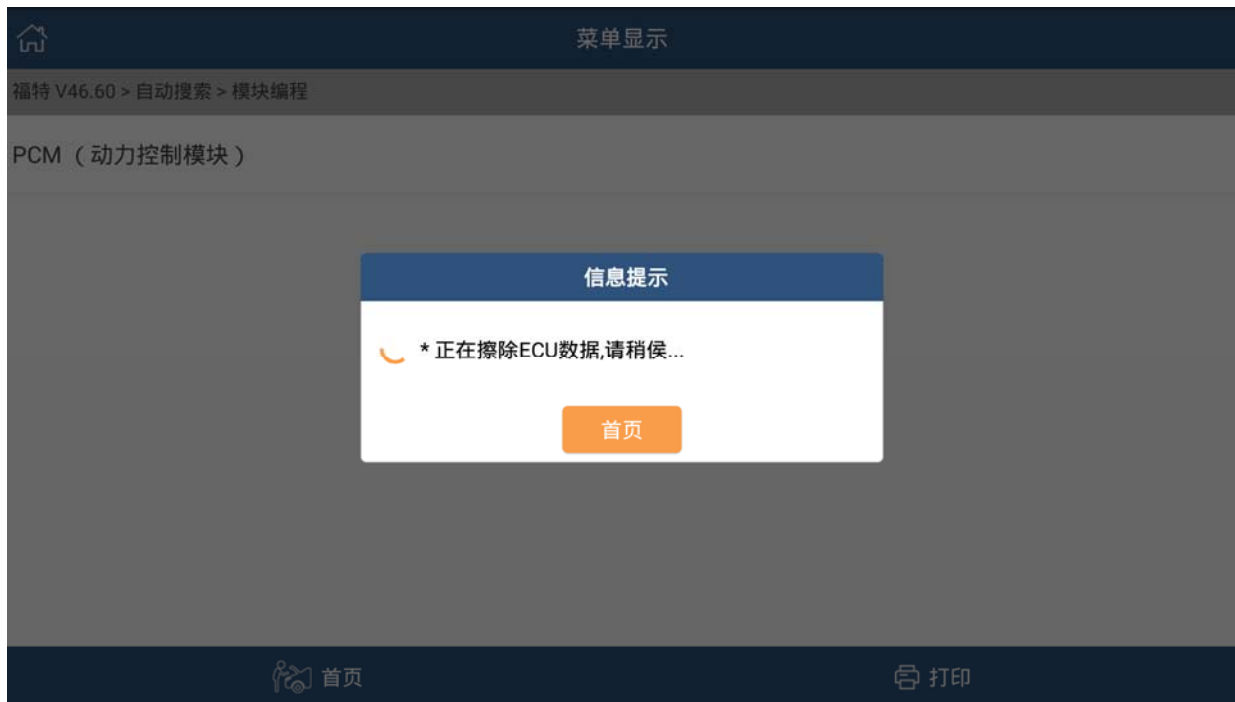 菜单显示
福特 V46.60 > 自动搜索 > 模块编程
PCM （动力控制模块）
信息提示
* 正在擦除ECU数据,请稍侯...
首页
首页
打印